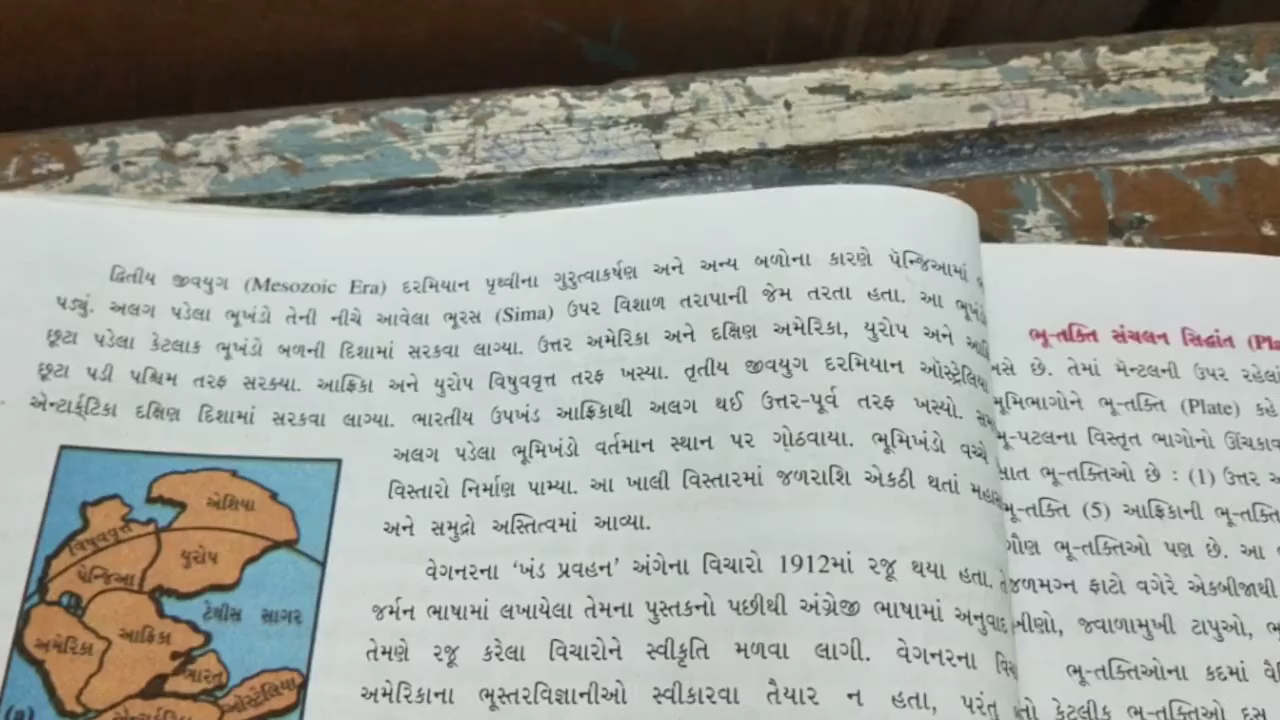 દ્વિતીય જીવયુગ (Mesozoic Era) દરમિયાન પૃથ્વીના ગુરુત્વાકર્ષણ અને અન્ય બળોના કારણે પૅન્જિઆમાં
પડ્યું. અલગ પડેલા ભૂખંડો તેની નીચે આવેલા ભૂરસ (Sima) ઉપર વિશાળ તરાપાની જેમ તરતા હતા. આ ભૂખંડો
છૂટા પડેલા કેટલાક ભૂખંડો બળની દિશામાં સરકવા લાગ્યા. ઉત્તર અમેરિકા અને દક્ષિણ અમેરિકા, યુરોપ અને
છૂટા પડી પશ્ચિમ તરફ સરક્યા. આફ્રિકા અને યુરોપ વિષુવવૃત્ત તરફ ખસ્યા. તૃતીય જીવયુગ દરમિયાન ઑસ્ટ્રેલિયા
એન્ટાર્ક્ટિકા દક્ષિણ દિશામાં સરકવા લાગ્યા. ભારતીય ઉપખંડ આફ્રિકાથી અલગ થઈ ઉત્તર-પૂર્વ તરફ ખસ્યો.
અલગ પડેલા ભૂમિખંડો વર્તમાન સ્થાન પર ગોઠવાયા. ભૂમિખંડો વચ્ચે
વિસ્તારો નિર્માણ પામ્યા. આ ખાલી વિસ્તારમાં જળરાશિ એકઠી થતાં
અને સમુદ્રો અસ્તિત્વમાં આવ્યા.
વેગનરના ‘ખંડ પ્રવહન’ અંગેના વિચારો 1912માં રજૂ થયા હતા.
જર્મન ભાષામાં લખાયેલા તેમના પુસ્તકનો પછીથી અંગ્રેજી ભાષામાં અનુવાદ
તેમણે રજૂ કરેલા વિચારોને સ્વીકૃતિ મળવા લાગી. વેગનરના
અમેરિકાના ભૂસ્તરવિજ્ઞાનીઓ સ્વીકારવા તૈયાર ન હતા, પરંતુ
એશિયા
વિષુવવૃત્ત
યુરોપ
પેન્જિઆ
ટેથીસ સાગર
અમેરિકા
આફ્રિકા
ભારત
ઓસ્ટ્રેલિયા
ભૂ-તક્તિ સંચલન સિદ્ધાંત
છે. તેમાં મૅન્ટલની ઉપર રહેલાં
ભૂમિભાગોને ભૂ-તક્તિ (Plate) કહે
ભૂ-પટલના વિસ્તૃત ભાગોનો ઊંચકાવ
સાત ભૂ-તક્તિઓ છે : (1) ઉત્તર
ભૂ-તક્તિ (5) આફ્રિકાની ભૂ-તક્તિ
ગૌણ ભૂ-તક્તિઓ પણ છે. આ
જળમગ્ન ફાટો વગેરે એકબીજાથી
ખીણો, જ્વાળામુખી ટાપુઓ,
ભૂ-તક્તિઓના કદમાં
કેટલીક ભૂ-તક્તિઓ દસ